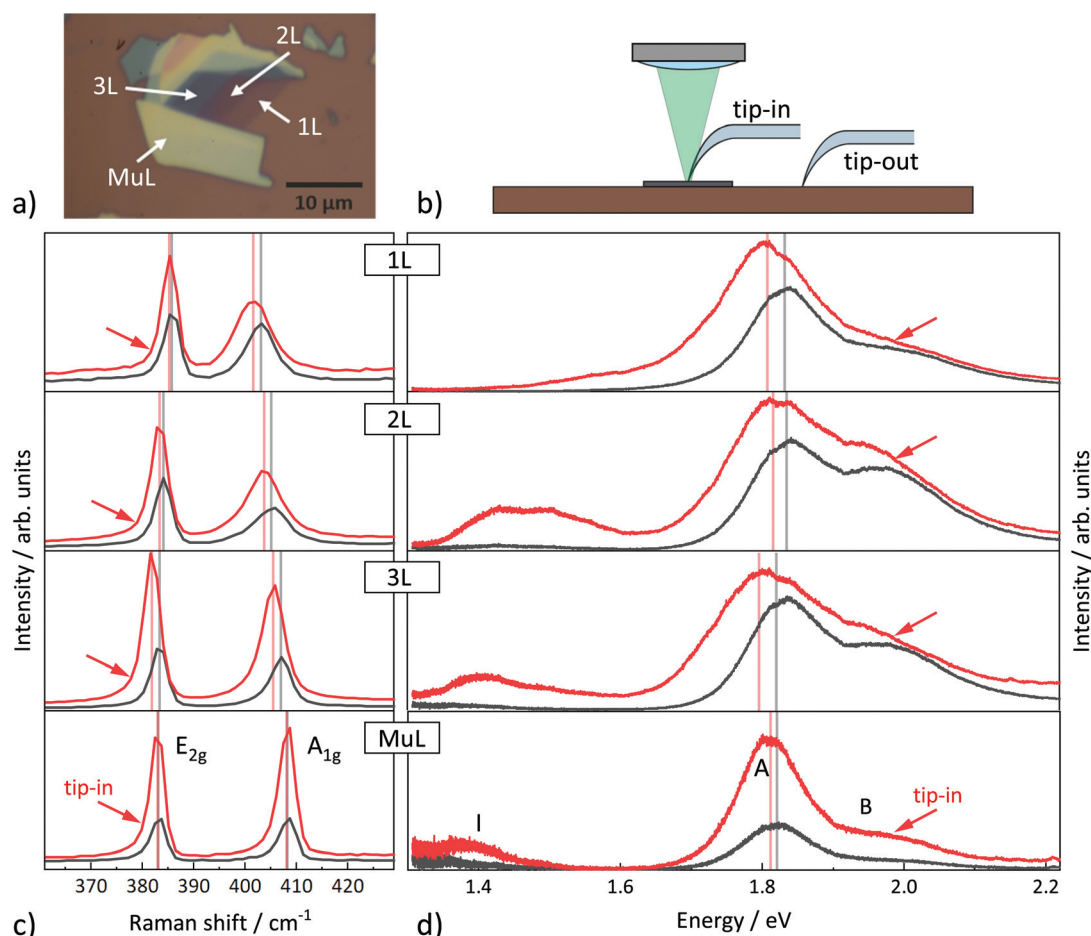 2L
3L
1L
MuL
10 µm
a)
tip-in
tip-out
b)
1L
2L
3L
MuL
Intensity / arb. units
E2g
A1g
tip-in
370 380 390 400 410 420
Raman shift / cm-1
c)
I
A
B
tip-in
1.4 1.6 1.8 2.0 2.2
Energy / eV
d)
Intensity / arb. units